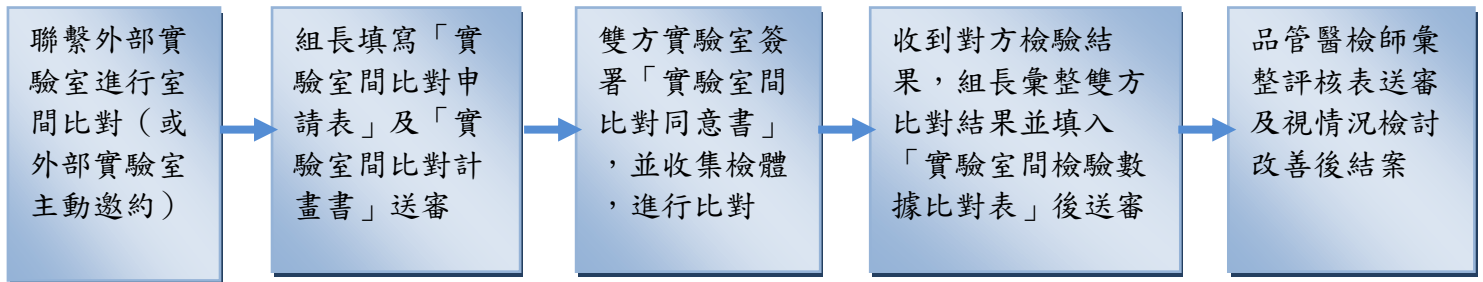 聯繫外部實
驗室進行室
間比對（或
外部實驗室
主動邀約）
組長填寫「實
驗室間比對申
請表」及「實
驗室間比對計
畫書」送審
雙方實驗室簽
署「實驗室間
比對同意書」
，並收集檢體
，進行比對
收到對方檢驗結
果，組長彙整雙方
比對結果並填入
「實驗室間檢驗數
據比對表」後送審
品管醫檢師彙
整評核表送審
及視情況檢討
改善後結案